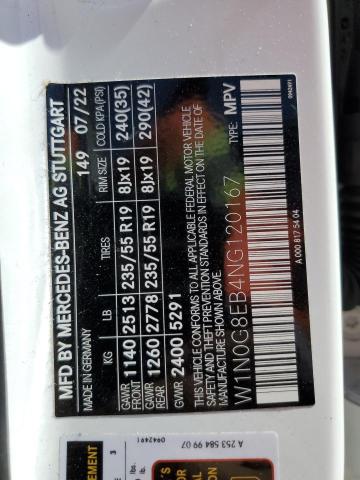 MFD BY MERCEDES-BENZ AG STUTTGART
MADE IN GERMANY 149 07/22
KG LB TIRES RIM SIZE COLD KPA(PSI)
GAWR FRONT 1140 2513 235/55 R19 8Jx19 240(35)
GAWR REAR 1260 2778 235/55 R19 8Jx19 290(42)
GVWR 2400 5291
THIS VEHICLE CONFORMS TO ALL APPLICABLE FEDERAL MOTOR VEHICLE
SAFETY AND THEFT PREVENTION STANDARDS IN EFFECT ON THE DATE OF
MANUFACTURE SHOWN ABOVE.
TYPE: MPV
W1N0G8EB4NG120167
A 000 817 54 04
A 253 584 99 07